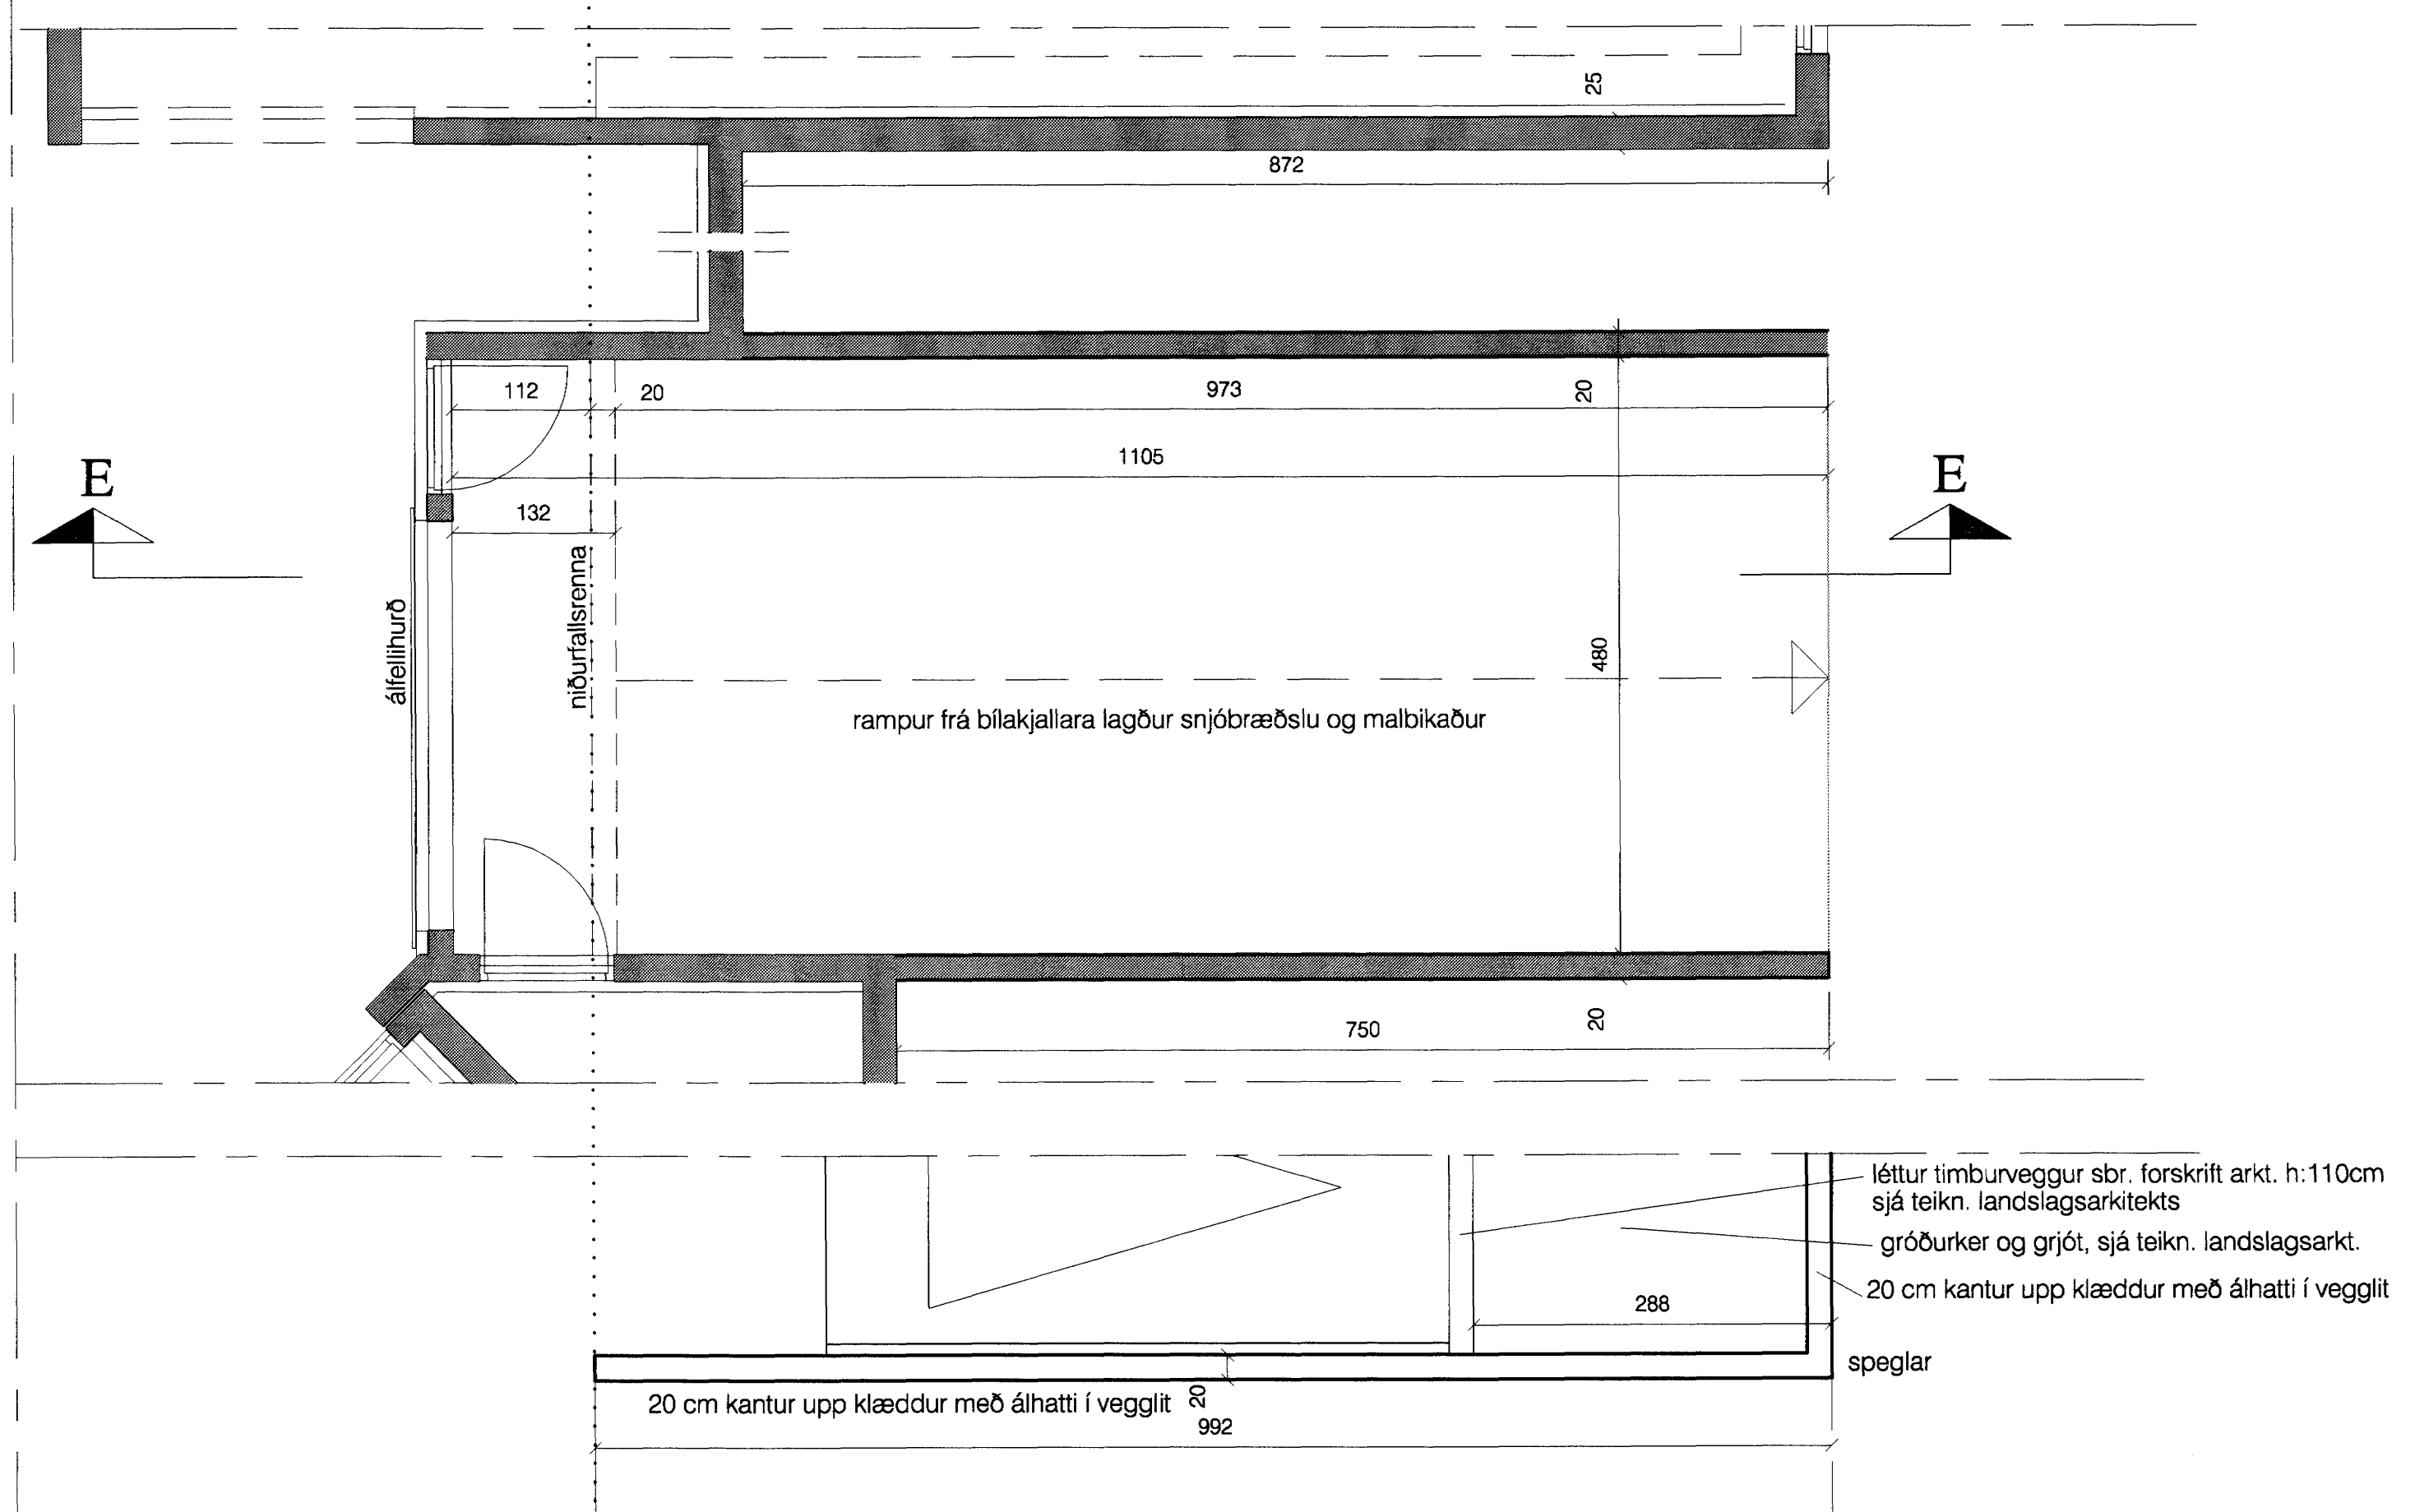 25
872
112
20
973
20
1105
E
E
132
álfellihurð
niðurfallsrenna
480
rampur frá bílakjallara lagður snjóbræðslu og malbikaður
20
750
léttur timburveggur sbr. forskrift arkt. h:110cm
sjá teikn. landslagsarkitekts
gróðurker og grjót, sjá teikn. landslagsarkt.
20 cm kantur upp klæddur með álhatti í vegglit
288
speglar
20 cm kantur upp klæddur með álhatti í vegglit
20
992